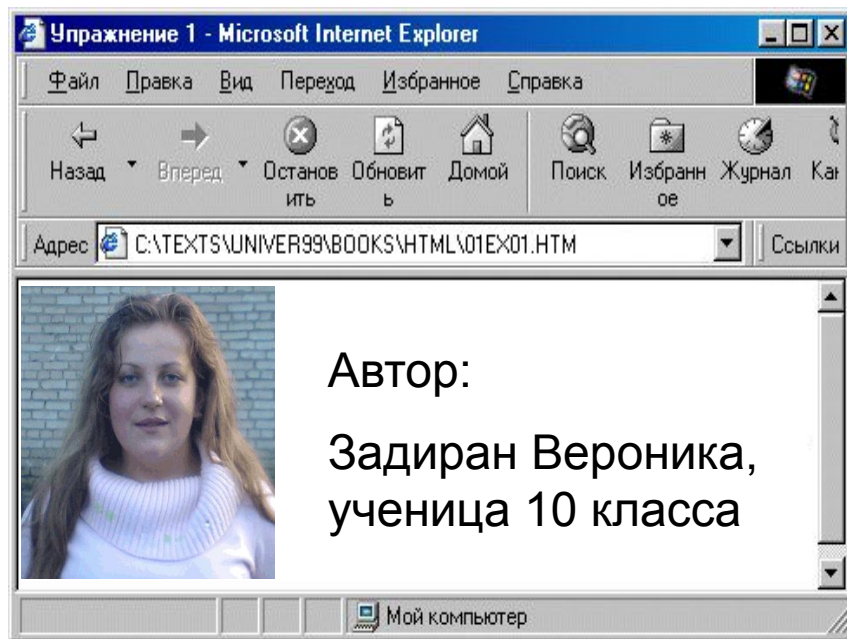 Упражнение 1 - Microsoft Internet Explorer
Файл Правка Вид Переход Избранное Справка
Назад Вперед Останов Обновит Домой Поиск Избранн Журнал Кан
ить ь ое
Адрес C:\TEXTS\UNIVER99\BOOKS\HTML\01EX01.HTM Ссылки
Автор:
Задиран Вероника,
ученица 10 класса
Мой компьютер